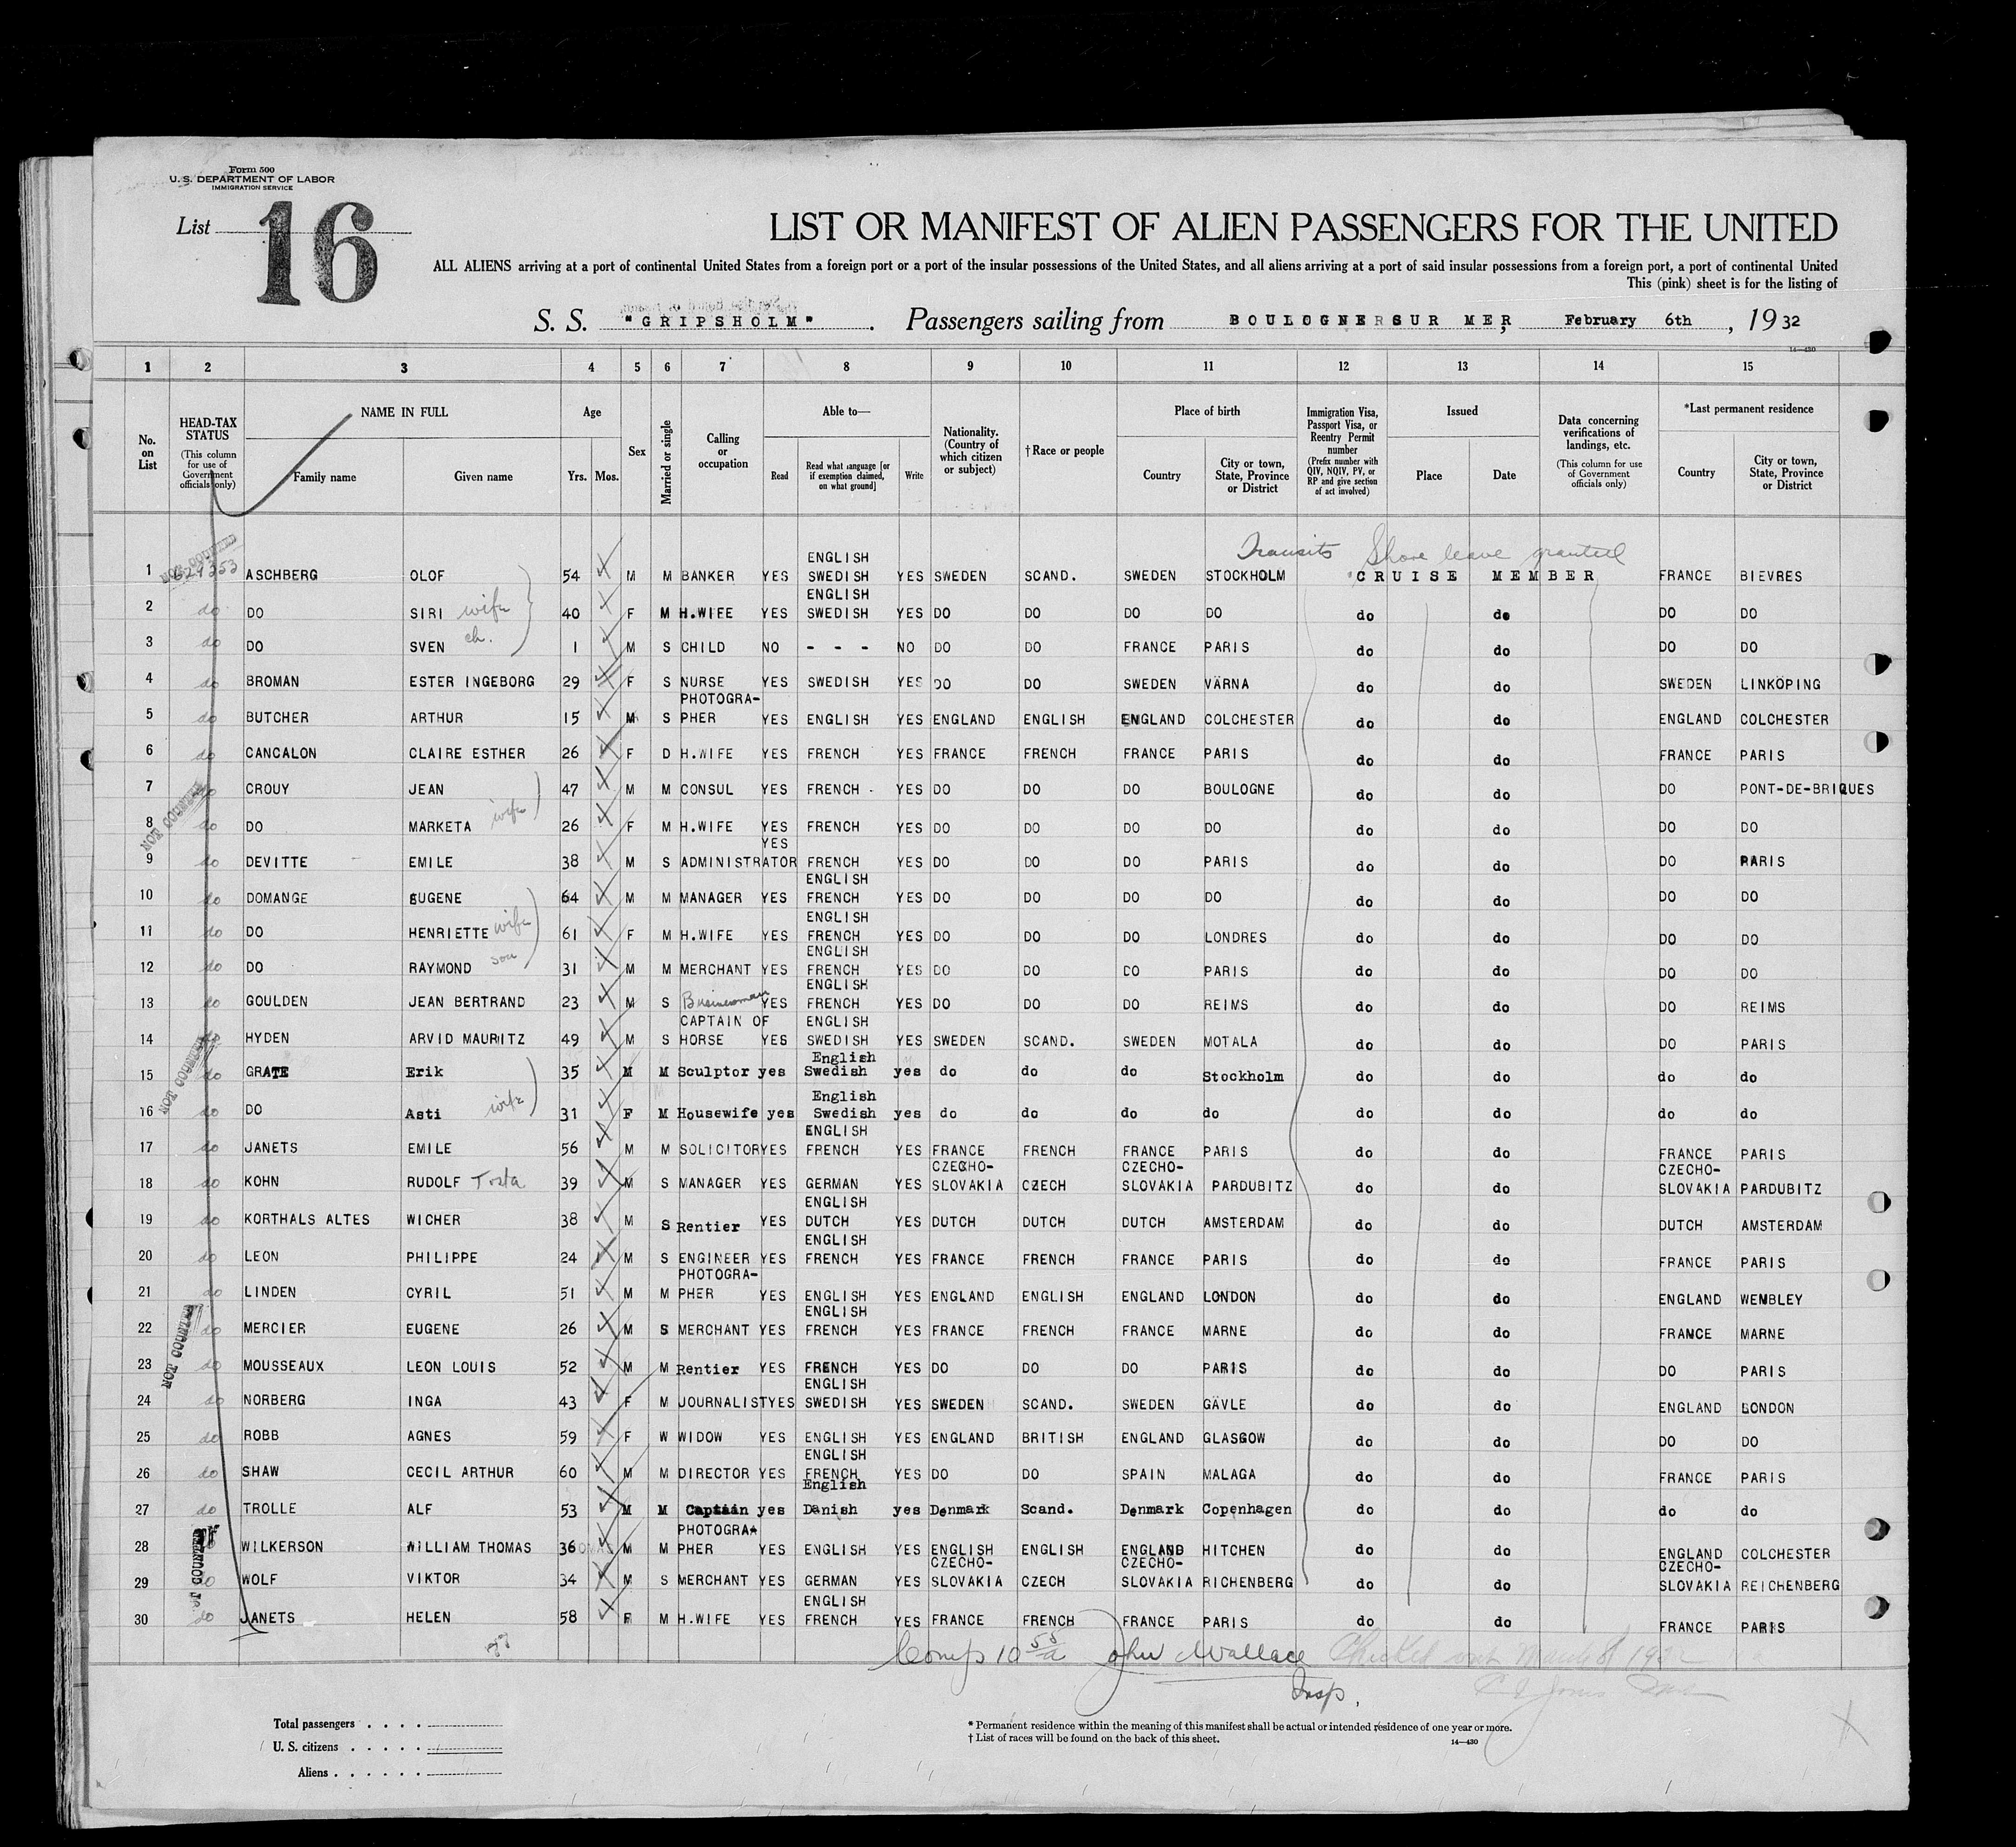 Form 500
U. S. DEPARTMENT OF LABOR
IMMIGRATION SERVICE
List 16
LIST OR MANIFEST OF ALIEN PASSENGERS FOR THE UNITED
ALL ALIENS arriving at a port of continental United States from a foreign port or a port of the insular possessions of the United States, and all aliens arriving at a port of said insular possessions from a foreign port, a port of continental United
This (pink) sheet is for the listing of
S. S. "GRIPSHOLM". Passengers sailing from BOULOGNE SUR MER, February 6th, 1932
14—430
1 2 3 4 5 6 7 8 9 10 11 12 13 14 15
No. on List
HEAD-TAX STATUS (This column for use of Government officials only)
NAME IN FULL Family name Given name
Age Yrs. Mos.
Sex
Married or single
Calling or occupation
Able to— Read Read what language [or if exemption claimed, on what ground] Write
Nationality. (Country of which citizen or subject)
† Race or people
Place of birth Country City or town, State, Province or District
Immigration Visa, Passport Visa, or Reentry Permit number (Prefix number with QIV, NQIV, PV, or RP and give section of act involved)
Issued Place Date
Data concerning verifications of landings, etc. (This column for use of Government officials only)
*Last permanent residence Country City or town, State, Province or District
Transits Shore leave granted
1 ASCHBERG OLOF 54 M M BANKER YES ENGLISH SWEDISH YES SWEDEN SCAND. SWEDEN STOCKHOLM CRUISE MEMBER FRANCE BIEVRES
2 do DO SIRI wife 40 F M H.WIFE YES ENGLISH SWEDISH YES DO DO DO DO do do DO DO
3 do DO SVEN ch. 1 M S CHILD NO - - - NO DO DO FRANCE PARIS do do DO DO
4 do BROMAN ESTER INGEBORG 29 F S NURSE YES SWEDISH YES DO DO SWEDEN VÄRNA do do SWEDEN LINKÖPING
5 do BUTCHER ARTHUR 15 M S PHOTOGRA-PHER YES ENGLISH YES ENGLAND ENGLISH ENGLAND COLCHESTER do do ENGLAND COLCHESTER
6 do CANCALON CLAIRE ESTHER 26 F D H.WIFE YES FRENCH YES FRANCE FRENCH FRANCE PARIS do do FRANCE PARIS
7 do CROUY JEAN 47 M M CONSUL YES FRENCH YES DO DO DO BOULOGNE do do DO PONT-DE-BRIQUES
8 do DO MARKETA wife 26 F M H.WIFE YES FRENCH YES DO DO DO DO do do DO DO
9 do DEVITTE EMILE 38 M S ADMINISTRATOR YES FRENCH YES DO DO DO PARIS do do DO PARIS
10 do DOMANGE EUGENE 64 M M MANAGER YES ENGLISH FRENCH YES DO DO DO DO do do DO DO
11 do DO HENRIETTE wife 61 F M H.WIFE YES ENGLISH FRENCH YES DO DO DO LONDRES do do DO DO
12 do DO RAYMOND son 31 M M MERCHANT YES ENGLISH FRENCH YES DO DO DO PARIS do do DO DO
13 do GOULDEN JEAN BERTRAND 23 M S Businessman YES ENGLISH FRENCH YES DO DO DO REIMS do do DO REIMS
14 do HYDEN ARVID MAURITZ 49 M S CAPTAIN OF HORSE YES ENGLISH SWEDISH YES SWEDEN SCAND. SWEDEN MOTALA do do DO PARIS
15 do GRATE Erik 35 M M Sculptor yes English Swedish yes do do do Stockholm do do do do
16 do DO Asti wife 31 F M Housewife yes English Swedish yes do do do do do do do do
17 do JANETS EMILE 56 M M SOLICITOR YES ENGLISH FRENCH YES FRANCE FRENCH FRANCE PARIS do do FRANCE PARIS
18 do KOHN RUDOLF 39 M S MANAGER YES GERMAN YES CZECHO-SLOVAKIA CZECH CZECHO-SLOVAKIA PARDUBITZ do do CZECHO-SLOVAKIA PARDUBITZ
19 do KORTHALS ALTES WICHER 38 M S Rentier YES ENGLISH DUTCH YES DUTCH DUTCH DUTCH AMSTERDAM do do DUTCH AMSTERDAM
20 do LEON PHILIPPE 24 M S ENGINEER YES ENGLISH FRENCH YES FRANCE FRENCH FRANCE PARIS do do FRANCE PARIS
21 do LINDEN CYRIL 51 M M PHOTOGRA-PHER YES ENGLISH YES ENGLAND ENGLISH ENGLAND LONDON do do ENGLAND WEMBLEY
22 do MERCIER EUGENE 26 M S MERCHANT YES ENGLISH FRENCH YES FRANCE FRENCH FRANCE MARNE do do FRANCE MARNE
23 do MOUSSEAUX LEON LOUIS 52 M M Rentier YES FRENCH YES DO DO DO PARIS do do DO PARIS
24 do NORBERG INGA 43 F M JOURNALIST YES ENGLISH SWEDISH YES SWEDEN SCAND. SWEDEN GÄVLE do do ENGLAND LONDON
25 do ROBB AGNES 59 F W WIDOW YES ENGLISH YES ENGLAND BRITISH ENGLAND GLASGOW do do DO DO
26 do SHAW CECIL ARTHUR 60 M M DIRECTOR YES ENGLISH FRENCH YES DO DO SPAIN MALAGA do do FRANCE PARIS
27 do TROLLE ALF 53 M M Captain yes English Danish yes Denmark Scand. Denmark Copenhagen do do do do
28 WILKERSON WILLIAM THOMAS 36 M M PHOTOGRA-PHER YES ENGLISH YES ENGLISH ENGLISH ENGLAND HITCHEN do do ENGLAND COLCHESTER
29 do WOLF VIKTOR 34 M S MERCHANT YES GERMAN YES CZECHO-SLOVAKIA CZECH CZECHO-SLOVAKIA RICHENBERG do do CZECHO-SLOVAKIA REICHENBERG
30 do JANETS HELEN 58 F M H.WIFE YES ENGLISH FRENCH YES FRANCE FRENCH FRANCE PARIS do do FRANCE PARIS
NOT COUNTED
NOT COUNTED
NOT COUNTED
NOT COUNTED
NOT COUNTED
Comp 10 55/a John Wallace Insp.
Checked out March 8 1932
Total passengers . . . .
U. S. citizens . . . . .
Aliens . . . . . .
* Permanent residence within the meaning of this manifest shall be actual or intended residence of one year or more.
† List of races will be found on the back of this sheet.
14—430